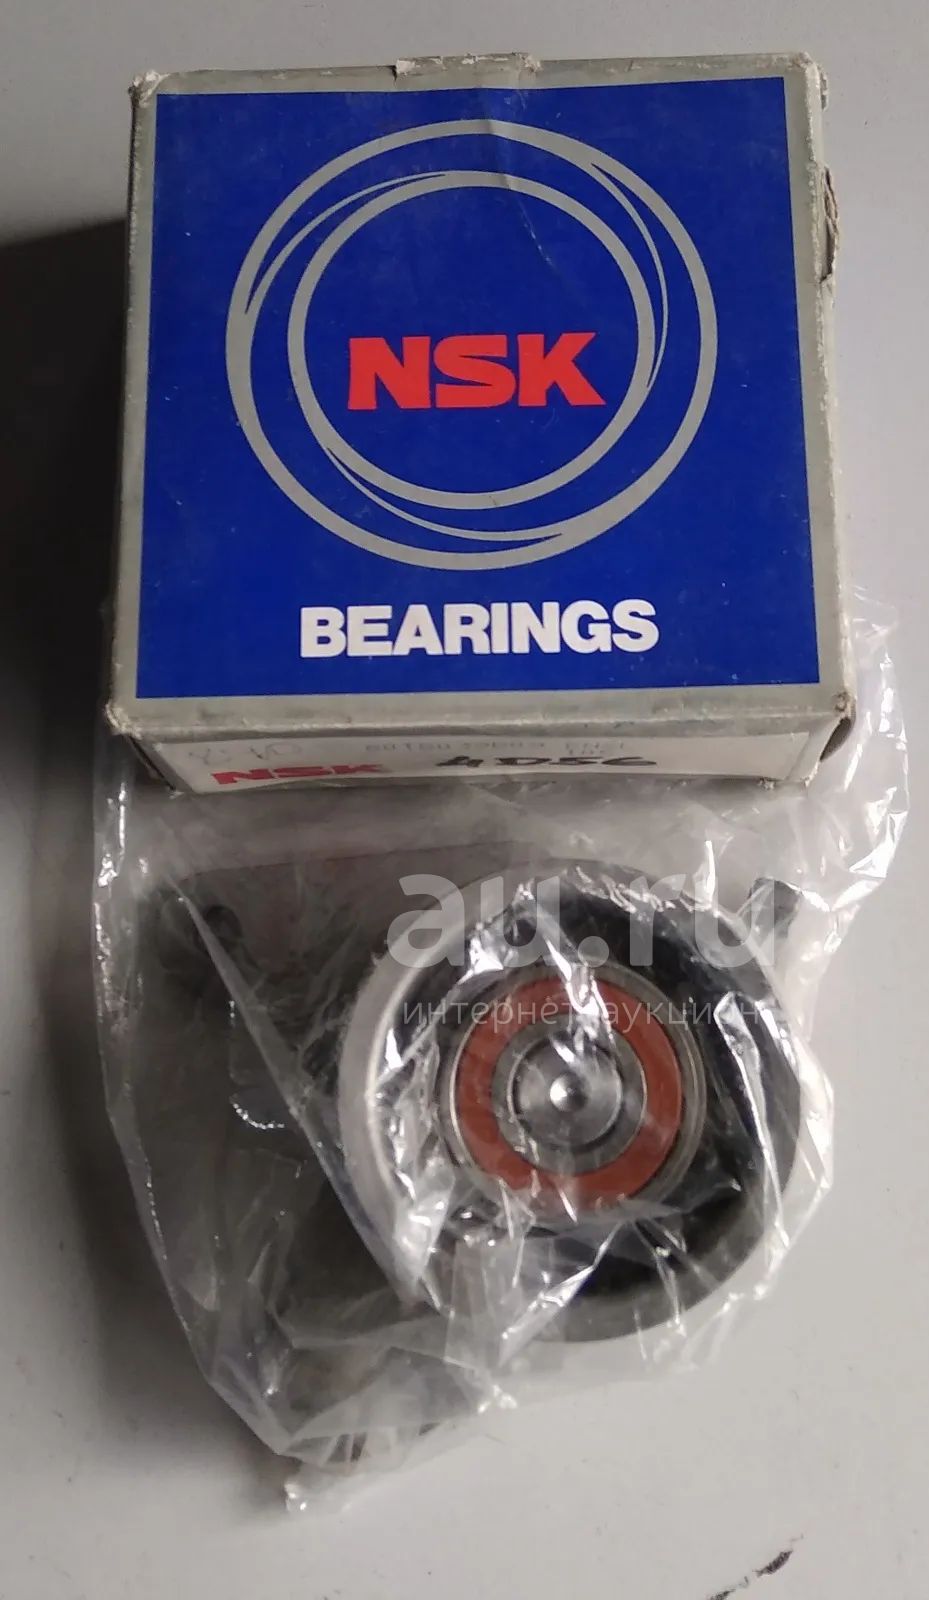 NSK
BEARINGS
NSK 4D56
au.ru
интернет-аукцион